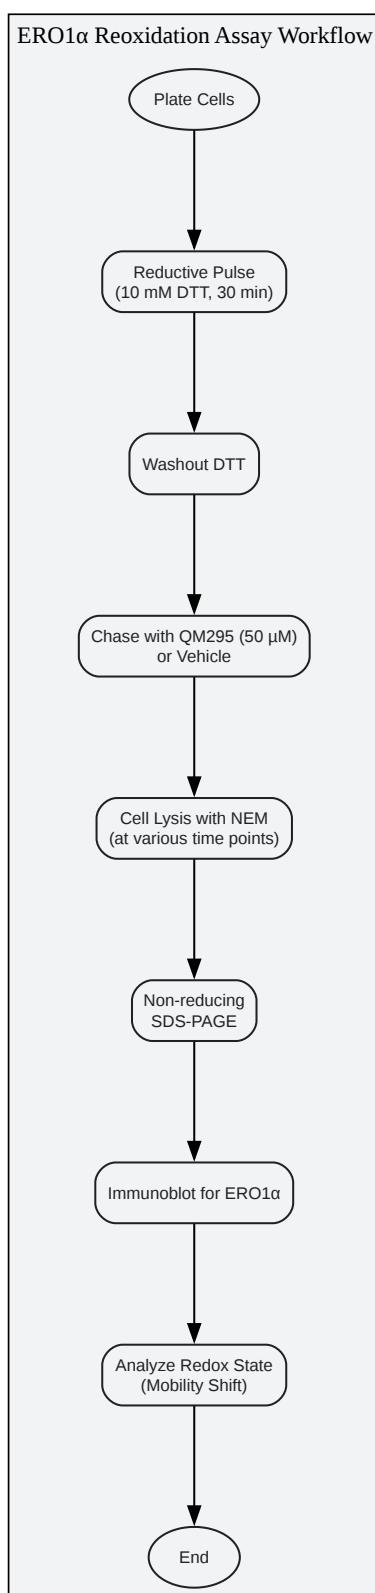 ERO1α Reoxidation Assay Workflow
Plate Cells
Reductive Pulse
(10 mM DTT, 30 min)
Washout DTT
Chase with QM295 (50 µM)
or Vehicle
Cell Lysis with NEM
(at various time points)
Non-reducing
SDS-PAGE
Immunoblot for ERO1α
Analyze Redox State
(Mobility Shift)
End